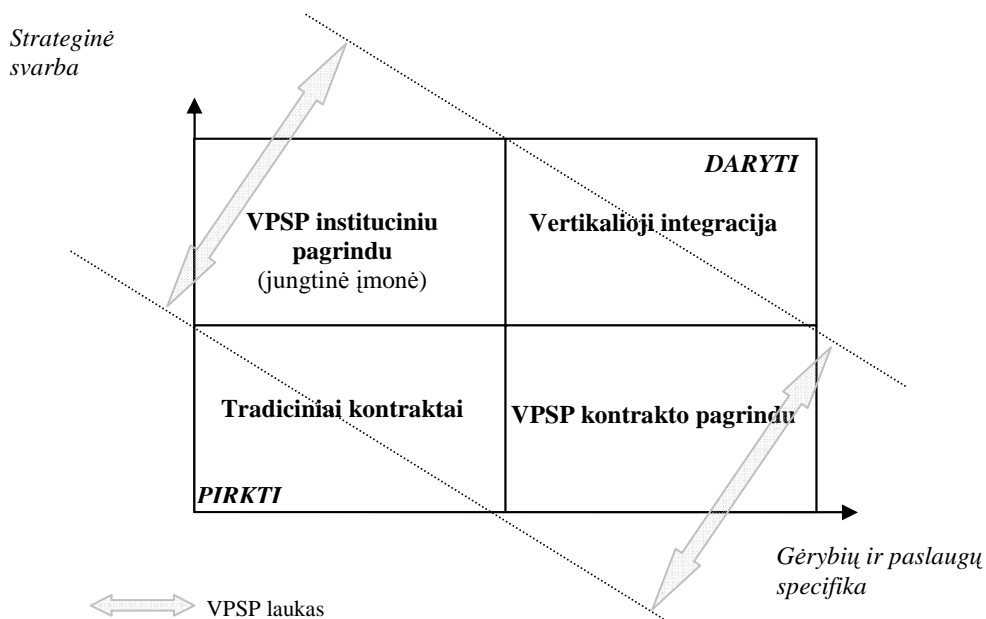 Strateginė
svarba
DARYTI
VPSP instituciniu
pagrindu
(jungtinė įmonė)
Vertikalioji integracija
Tradiciniai kontraktai
VPSP kontrakto pagrindu
PIRKTI
Gėrybių ir paslaugų
specifika
VPSP laukas